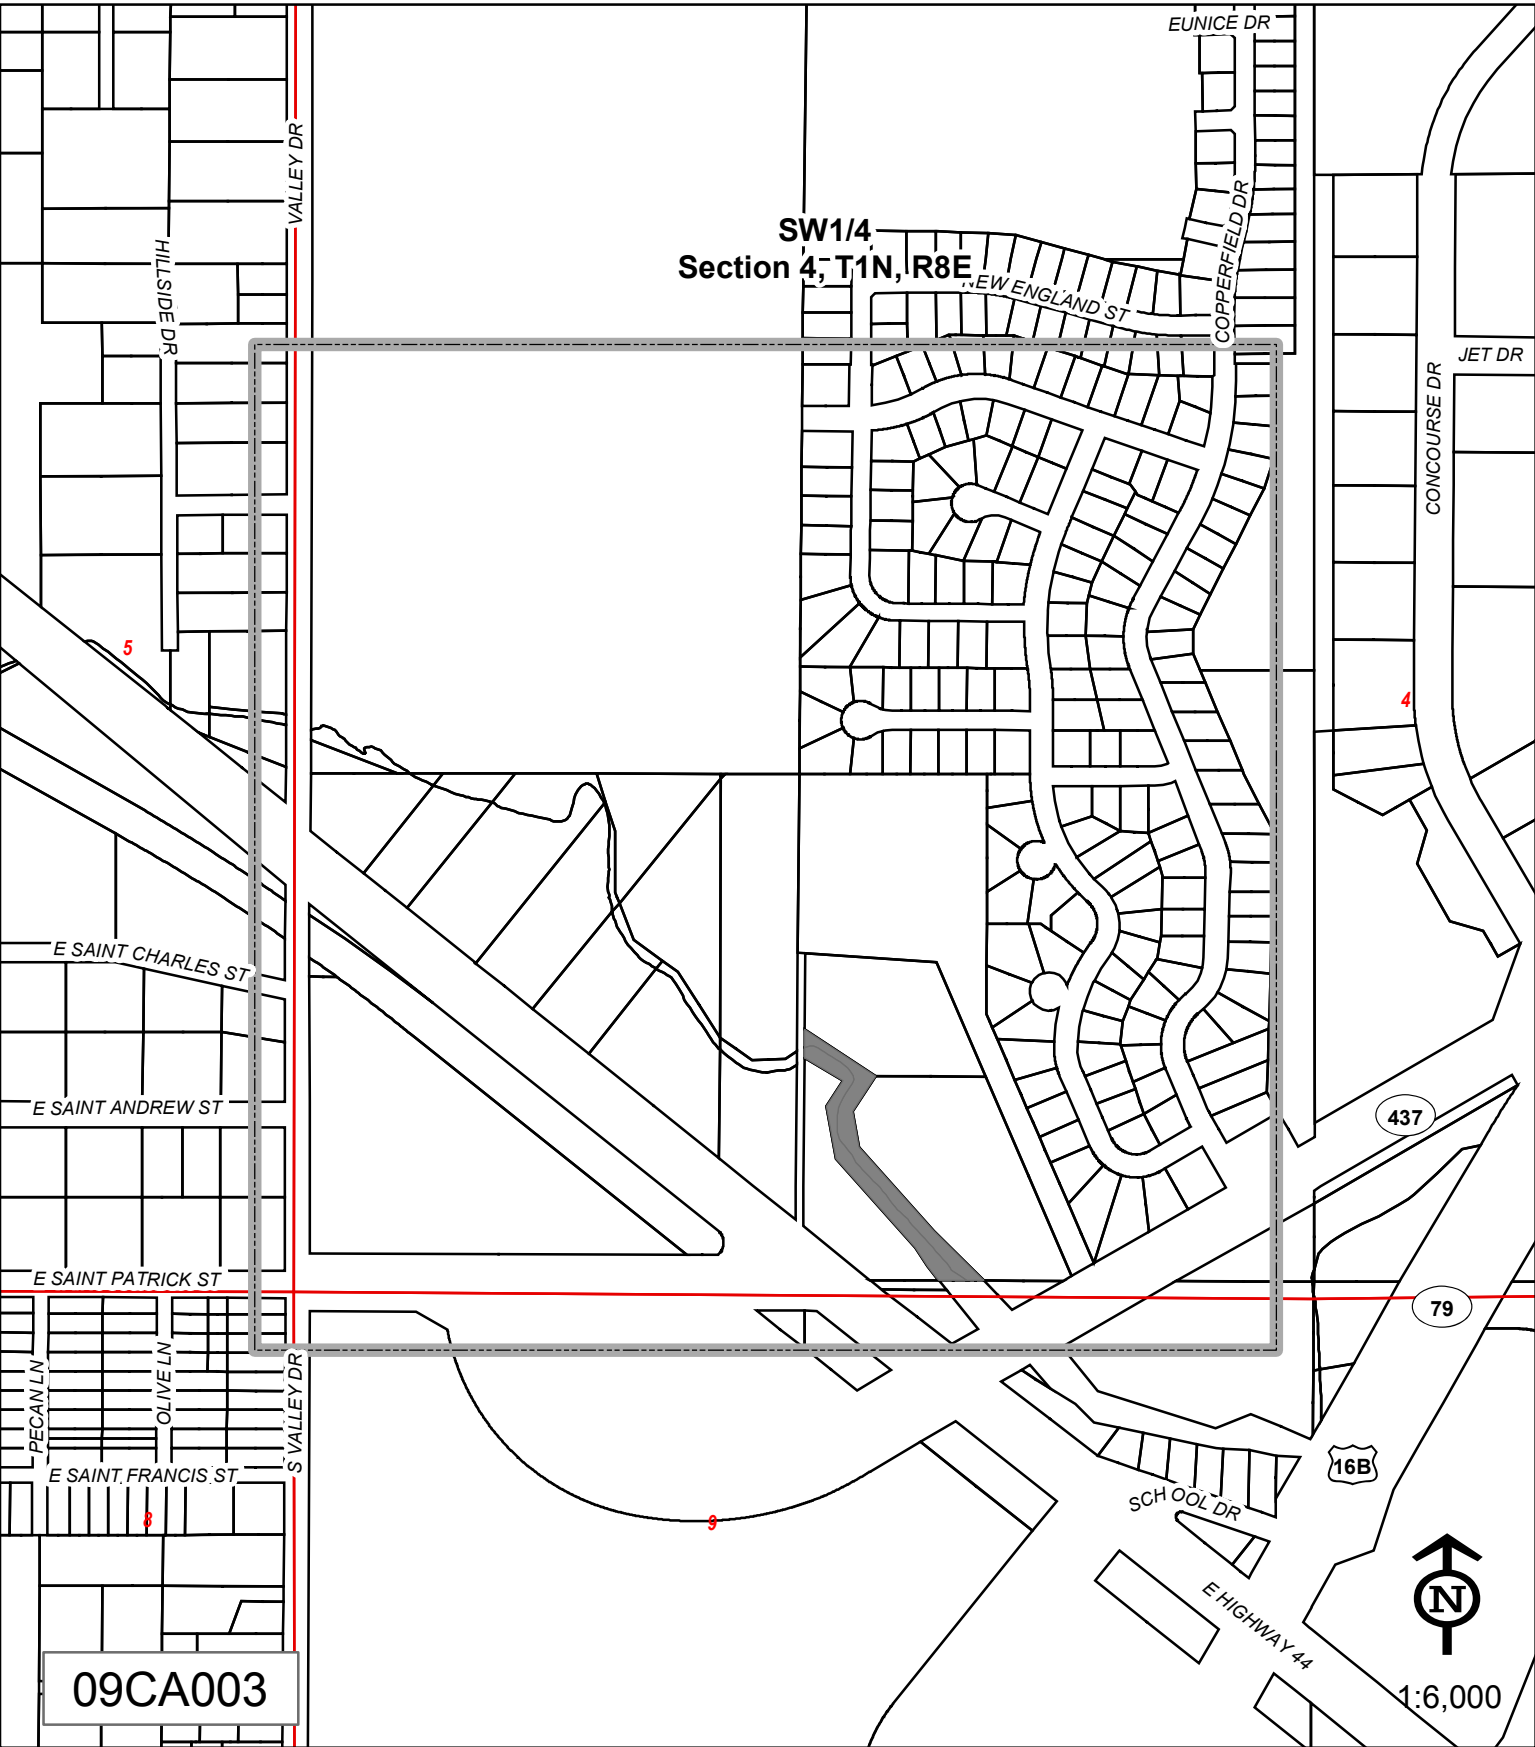 EUNICE DR
VALLEY DR
HILLSIDE DR
SW1/4
Section 4, T1N, R8E
NEW ENGLAND ST
COPPERFIELD DR
JET DR
CONCOURSE DR
5
4
E SAINT CHARLES ST
E SAINT ANDREW ST
437
E SAINT PATRICK ST
79
PECAN LN
OLIVE LN
S VALLEY DR
E SAINT FRANCIS ST
16B
SCHOOL DR
8
9
E HIGHWAY 44
N
09CA003
1:6,000